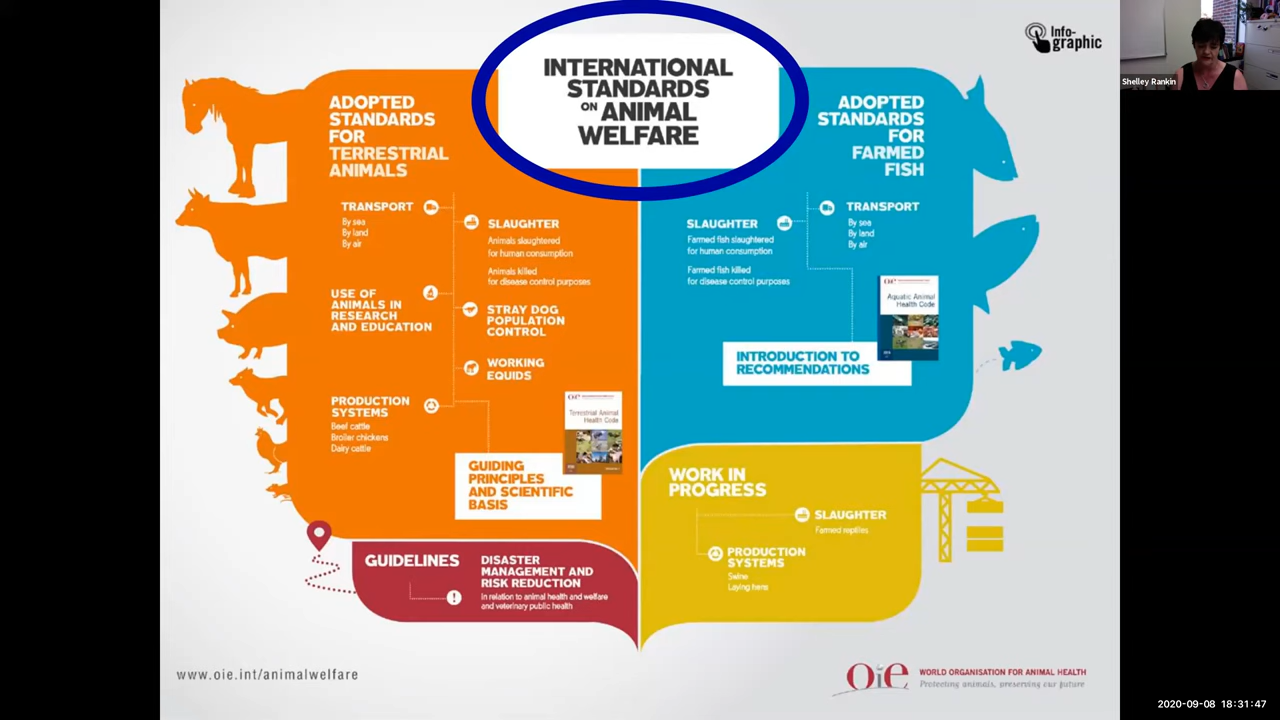 INTERNATIONAL
STANDARDS
ON ANIMAL
WELFARE
Info-
graphic
Shelley Rankin
ADOPTED
STANDARDS
FOR
TERRESTRIAL
ANIMALS
TRANSPORT
By sea
By land
By air
SLAUGHTER
Animals slaughtered
for human consumption
Animals killed
for disease control purposes
USE OF
ANIMALS IN
RESEARCH
AND EDUCATION
STRAY DOG
POPULATION
CONTROL
WORKING
EQUIDS
PRODUCTION
SYSTEMS
Beef cattle
Broiler chickens
Dairy cattle
Oie
Terrestrial Animal
Health Code
GUIDING
PRINCIPLES
AND SCIENTIFIC
BASIS
ADOPTED
STANDARDS
FOR
FARMED
FISH
SLAUGHTER
Farmed fish slaughtered
for human consumption
Farmed fish killed
for disease control purposes
TRANSPORT
By sea
By land
By air
Oie
Aquatic Animal
Health Code
INTRODUCTION TO
RECOMMENDATIONS
GUIDELINES
DISASTER
MANAGEMENT AND
RISK REDUCTION
in relation to animal health and welfare
and veterinary public health
WORK IN
PROGRESS
SLAUGHTER
Farmed reptiles
PRODUCTION
SYSTEMS
Swine
Laying hens
www.oie.int/animalwelfare
Oie
WORLD ORGANISATION FOR ANIMAL HEALTH
Protecting animals, preserving our future
2020-09-08 18:31:47